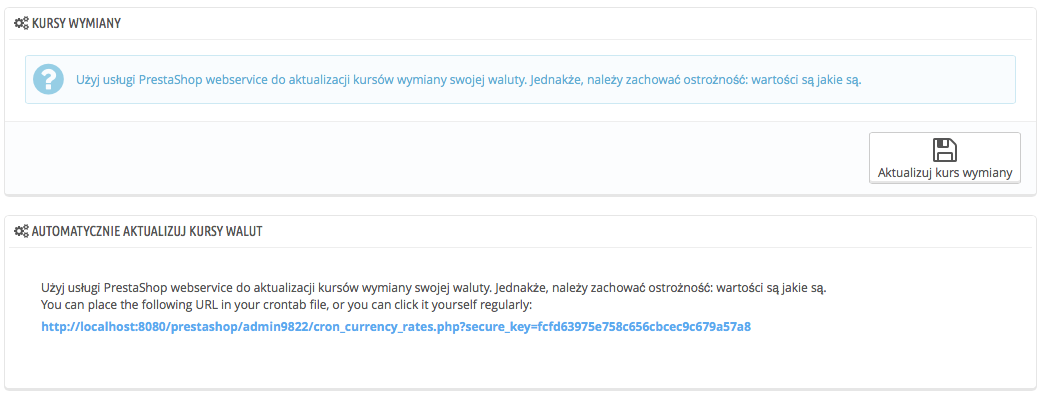 KURSY WYMIANY
Użyj usługi PrestaShop webservice do aktualizacji kursów wymiany swojej waluty. Jednakże, należy zachować ostrożność: wartości są jakie są.
Aktualizuj kurs wymiany
AUTOMATYCZNIE AKTUALIZUJ KURSY WALUT
Użyj usługi PrestaShop webservice do aktualizacji kursów wymiany swojej waluty. Jednakże, należy zachować ostrożność: wartości są jakie są.
You can place the following URL in your crontab file, or you can click it yourself regularly:
http://localhost:8080/prestashop/admin9822/cron_currency_rates.php?secure_key=fcfd63975e758c656cbcec9c679a57a8